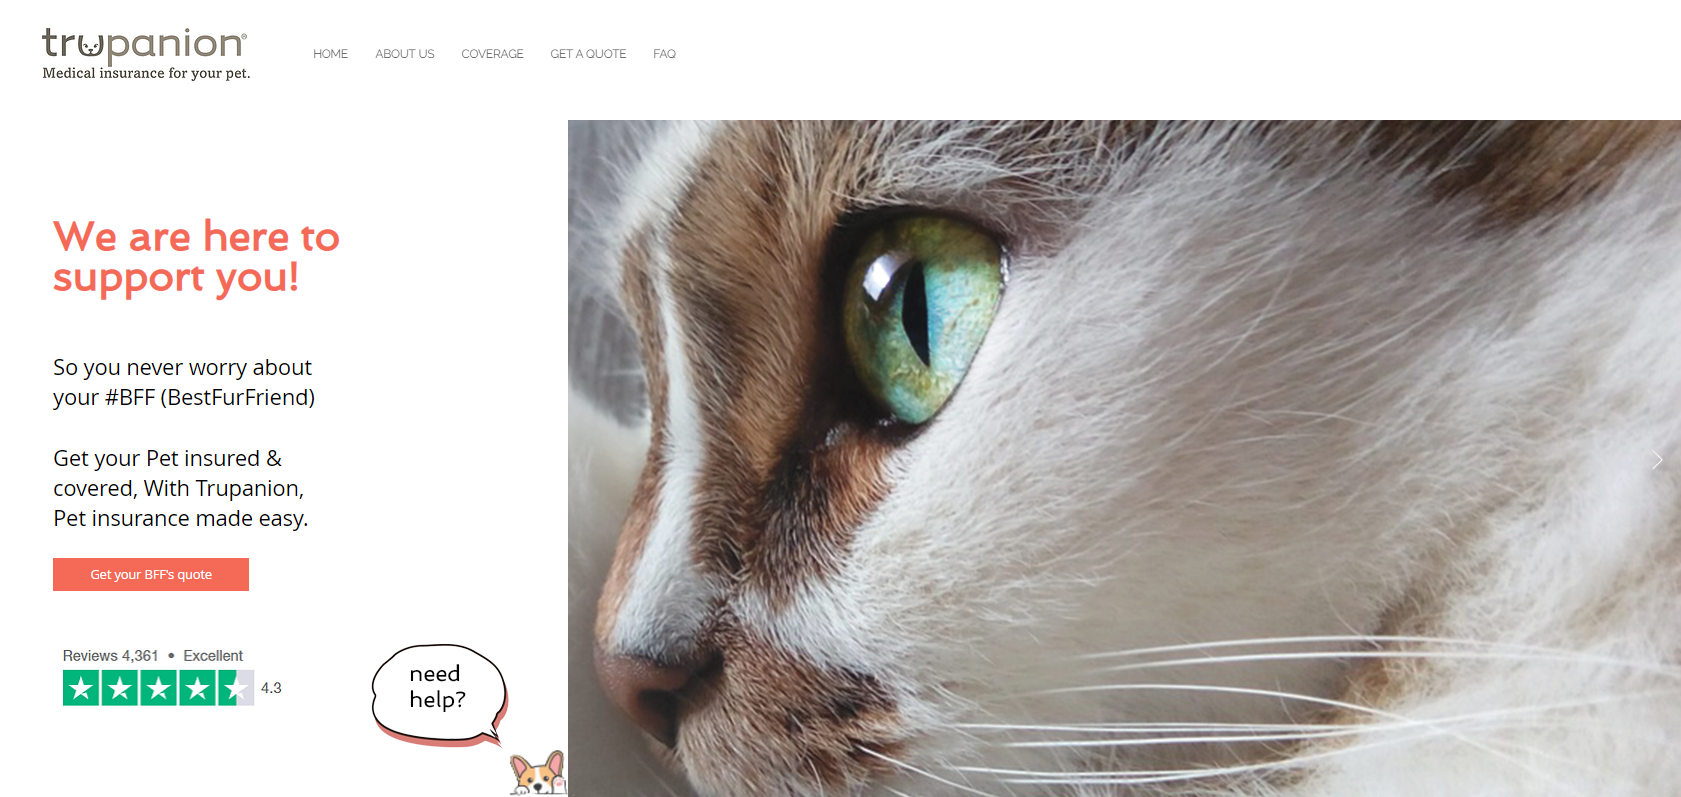 trupanion®
Medical insurance for your pet.
HOME ABOUT US COVERAGE GET A QUOTE FAQ
We are here to
support you!
So you never worry about
your #BFF (BestFurFriend)
Get your Pet insured &
covered, With Trupanion,
Pet insurance made easy.
Get your BFF's quote
Reviews 4,361 • Excellent
4.3
need
help?